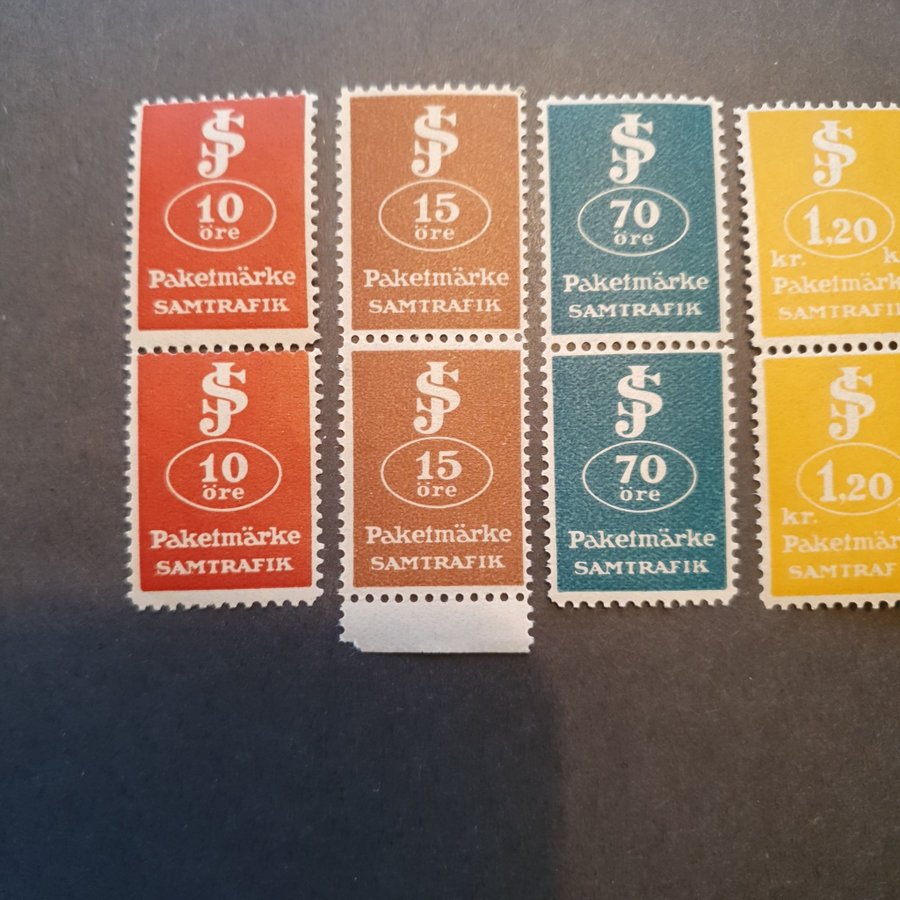 SJ
10
öre
Paketmärke
SAMTRAFIK
SJ
10
öre
Paketmärke
SAMTRAFIK
SJ
15
öre
Paketmärke
SAMTRAFIK
SJ
15
öre
Paketmärke
SAMTRAFIK
SJ
70
öre
Paketmärke
SAMTRAFIK
SJ
70
öre
Paketmärke
SAMTRAFIK
SJ
1,20
kr. k
Paketmärk
SAMTRAFI
SJ
1,20
kr.
Paketmär
SAMTRAF